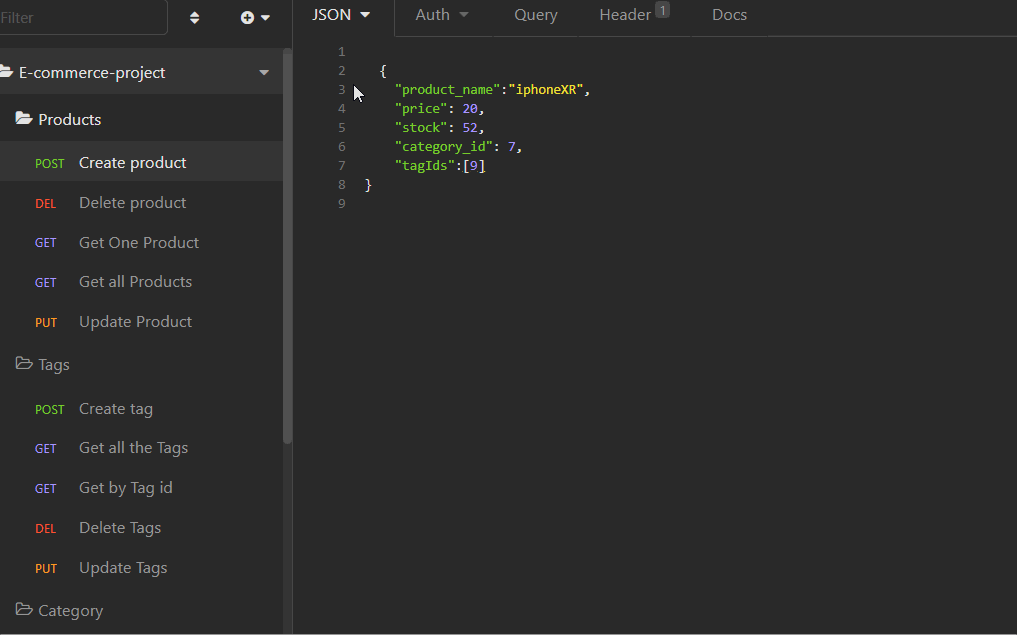 Filter
E-commerce-project
Products
POST Create product
DEL Delete product
GET Get One Product
GET Get all Products
PUT Update Product
Tags
POST Create tag
GET Get all the Tags
GET Get by Tag id
DEL Delete Tags
PUT Update Tags
Category
JSON Auth Query Header 1 Docs
1
2 {
3 "product_name":"iphoneXR",
4 "price": 20,
5 "stock": 52,
6 "category_id": 7,
7 "tagIds":[9]
8 }
9